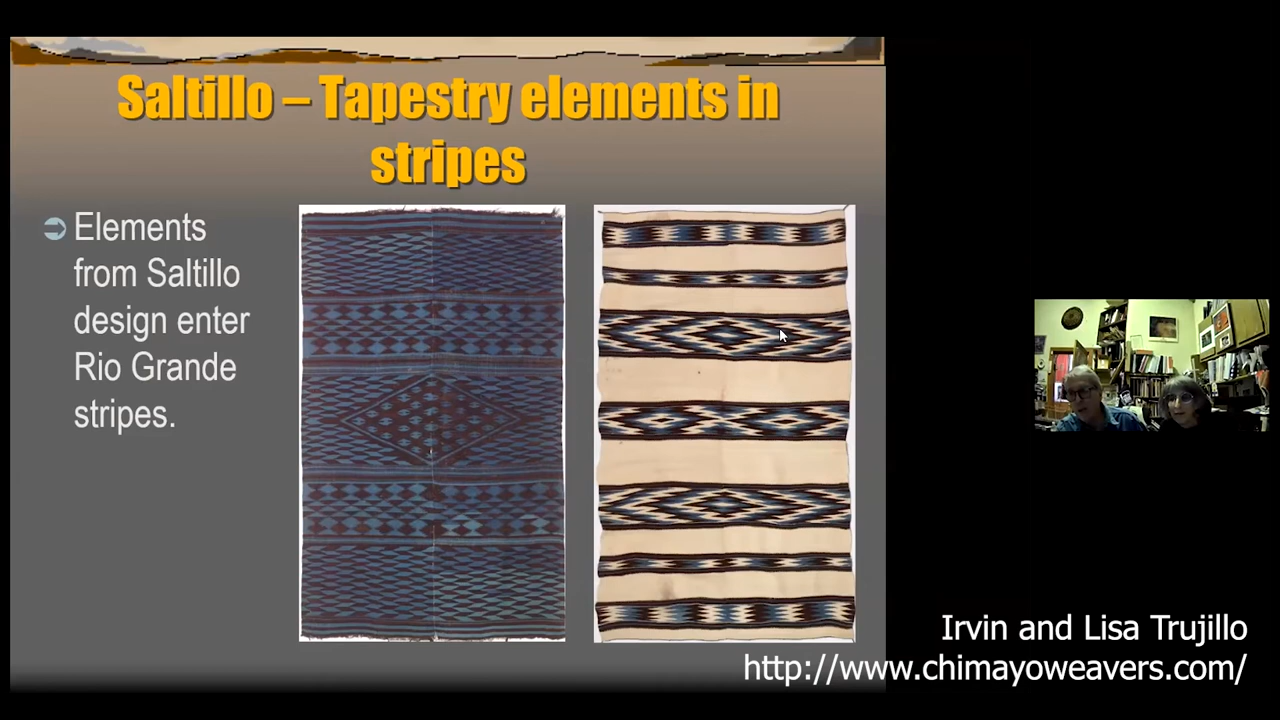 Saltillo – Tapestry elements in
stripes
Elements
from Saltillo
design enter
Rio Grande
stripes.
Irvin and Lisa Trujillo
http://www.chimayoweavers.com/